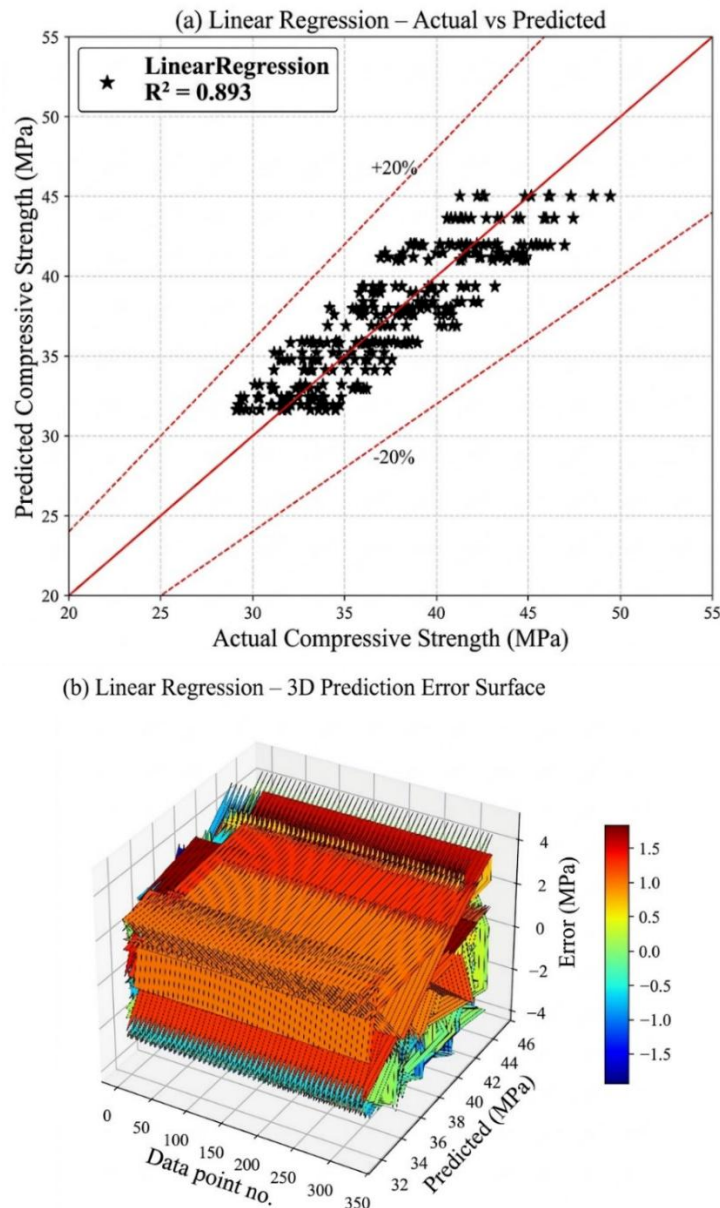 (a) Linear Regression – Actual vs Predicted
55
50
45
40
35
30
25
20
Predicted Compressive Strength (MPa)
LinearRegression
R² = 0.893
+20%
-20%
20 25 30 35 40 45 50 55
Actual Compressive Strength (MPa)
(b) Linear Regression – 3D Prediction Error Surface
4
2
0
-2
-4
Error (MPa)
1.5
1.0
0.5
0.0
-0.5
-1.0
-1.5
0 50 100 150 200 250 300 350
Data point no.
32 34 36 38 40 42 44 46
Predicted (MPa)